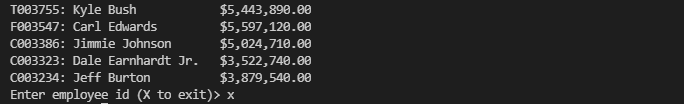 T003755: Kyle Bush           $5,443,890.00
F003547: Carl Edwards        $5,597,120.00
C003386: Jimmie Johnson      $5,024,710.00
C003323: Dale Earnhardt Jr.  $3,522,740.00
C003234: Jeff Burton         $3,879,540.00
Enter employee id (X to exit)> x